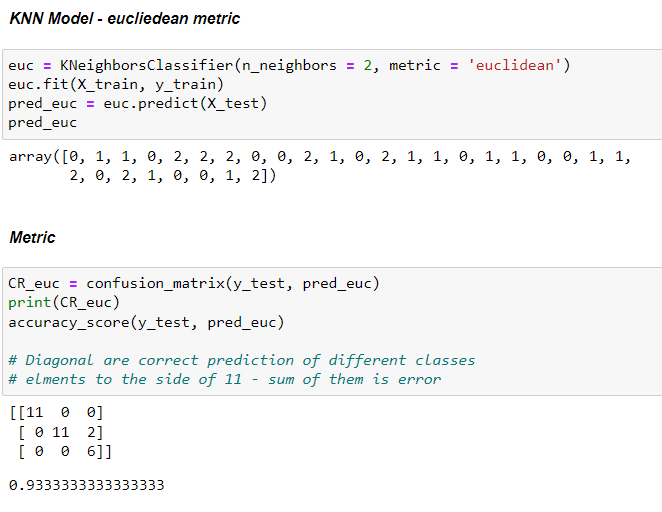 KNN Model - eucliedean metric
euc = KNeighborsClassifier(n_neighbors = 2, metric = 'euclidean')
euc.fit(X_train, y_train)
pred_euc = euc.predict(X_test)
pred_euc
array([0, 1, 1, 0, 2, 2, 2, 0, 0, 2, 1, 0, 2, 1, 1, 0, 1, 1, 0, 0, 1, 1,
       2, 0, 2, 1, 0, 0, 1, 2])
Metric
CR_euc = confusion_matrix(y_test, pred_euc)
print(CR_euc)
accuracy_score(y_test, pred_euc)
# Diagonal are correct prediction of different classes
# elments to the side of 11 - sum of them is error
[[11  0  0]
 [ 0 11  2]
 [ 0  0  6]]
0.9333333333333333